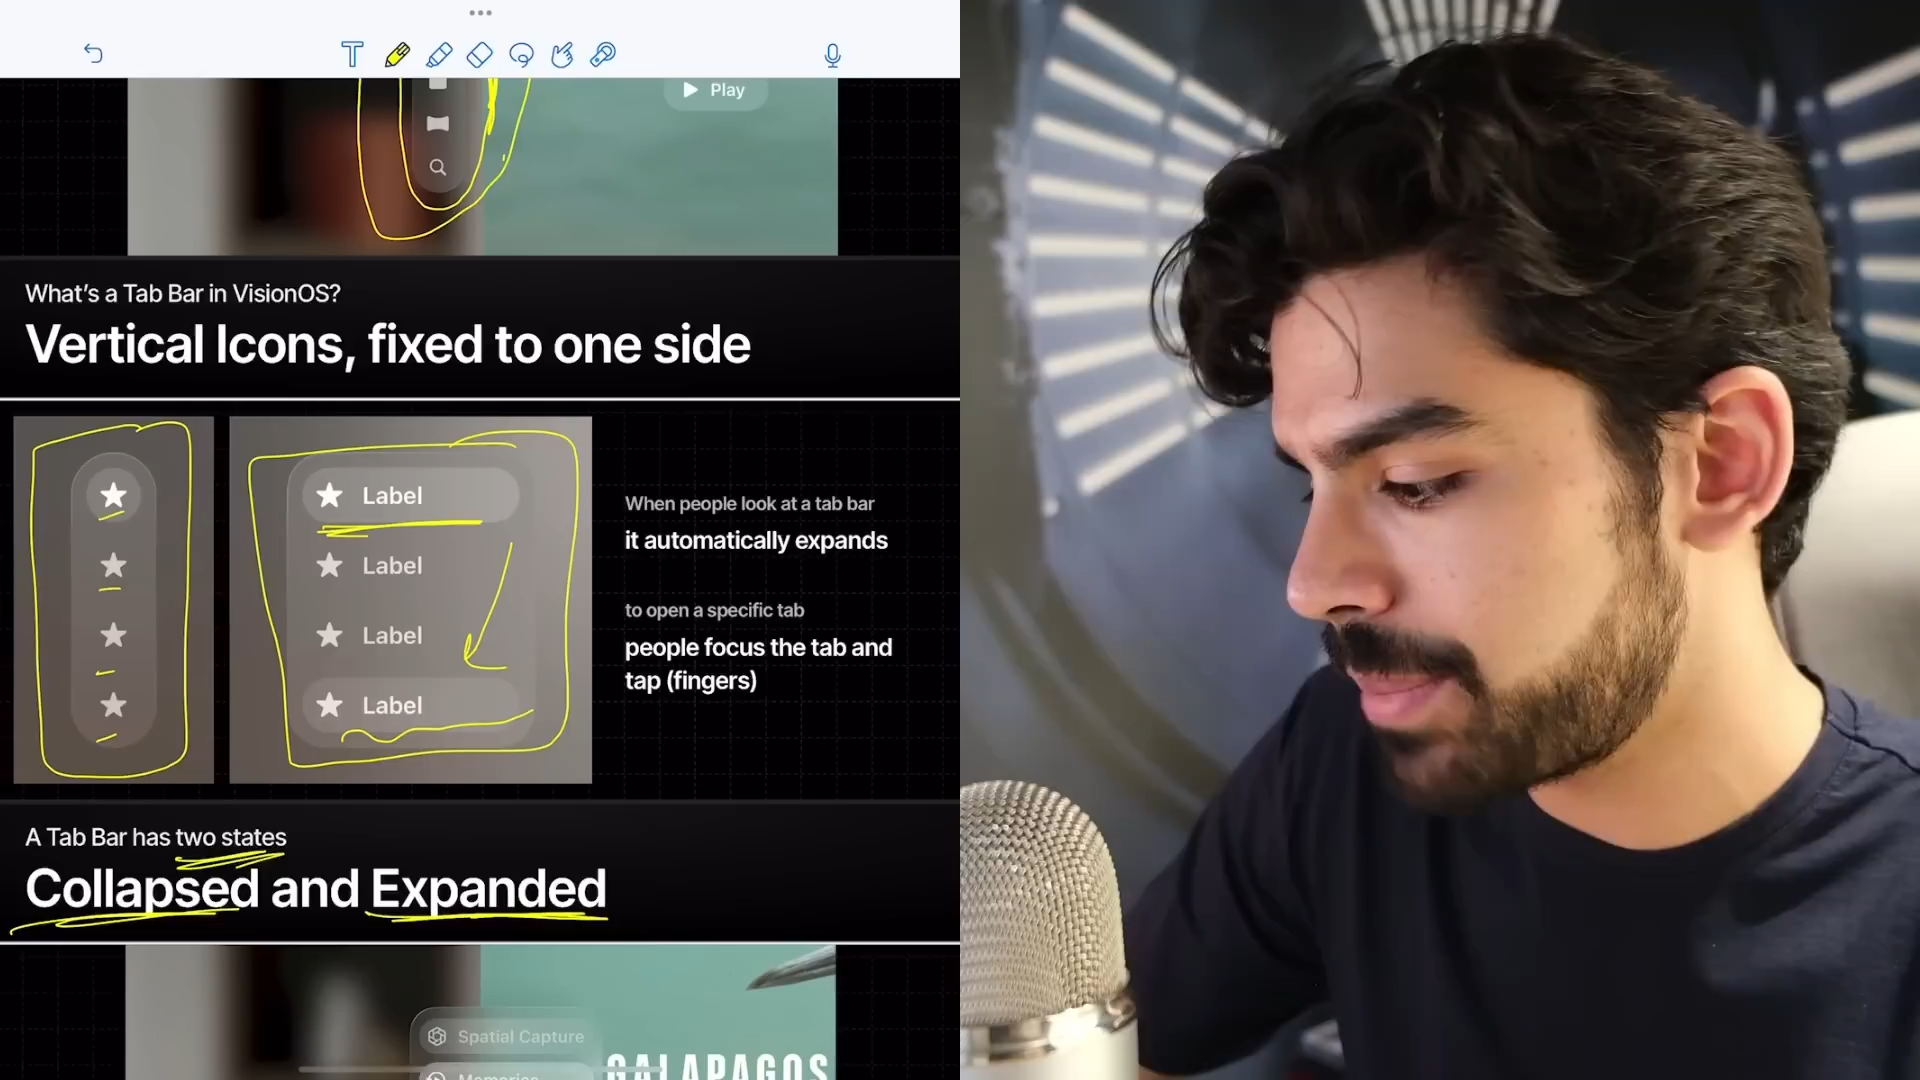 Play
What's a Tab Bar in VisionOS?
Vertical Icons, fixed to one side
Label
Label
Label
Label
When people look at a tab bar
it automatically expands
to open a specific tab
people focus the tab and
tap (fingers)
A Tab Bar has two states
Collapsed and Expanded
Spatial Capture
Memories
GALAPAGOS